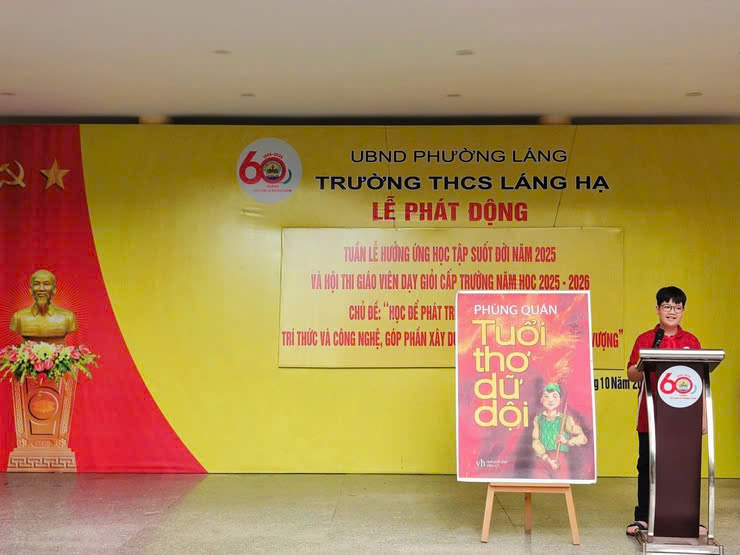 60
UBND PHƯỜNG LÁNG
TRƯỜNG THCS LÁNG HẠ
LỄ PHÁT ĐỘNG
TUẦN LỄ HƯỞNG ỨNG HỌC TẬP SUỐT ĐỜI NĂM 2025
VÀ HỘI THI GIÁO VIÊN DẠY GIỎI CẤP TRƯỜNG NĂM HỌC 2025 - 2026
CHỦ ĐỀ: "HỌC ĐỂ PHÁT TR
TRÍ THỨC VÀ CÔNG NGHỆ, GÓP PHẦN XÂY DỰ VƯỢNG"
10 Năm 20
PHÙNG QUÁN
Tuổi
thơ
dữ
dội
vh
60